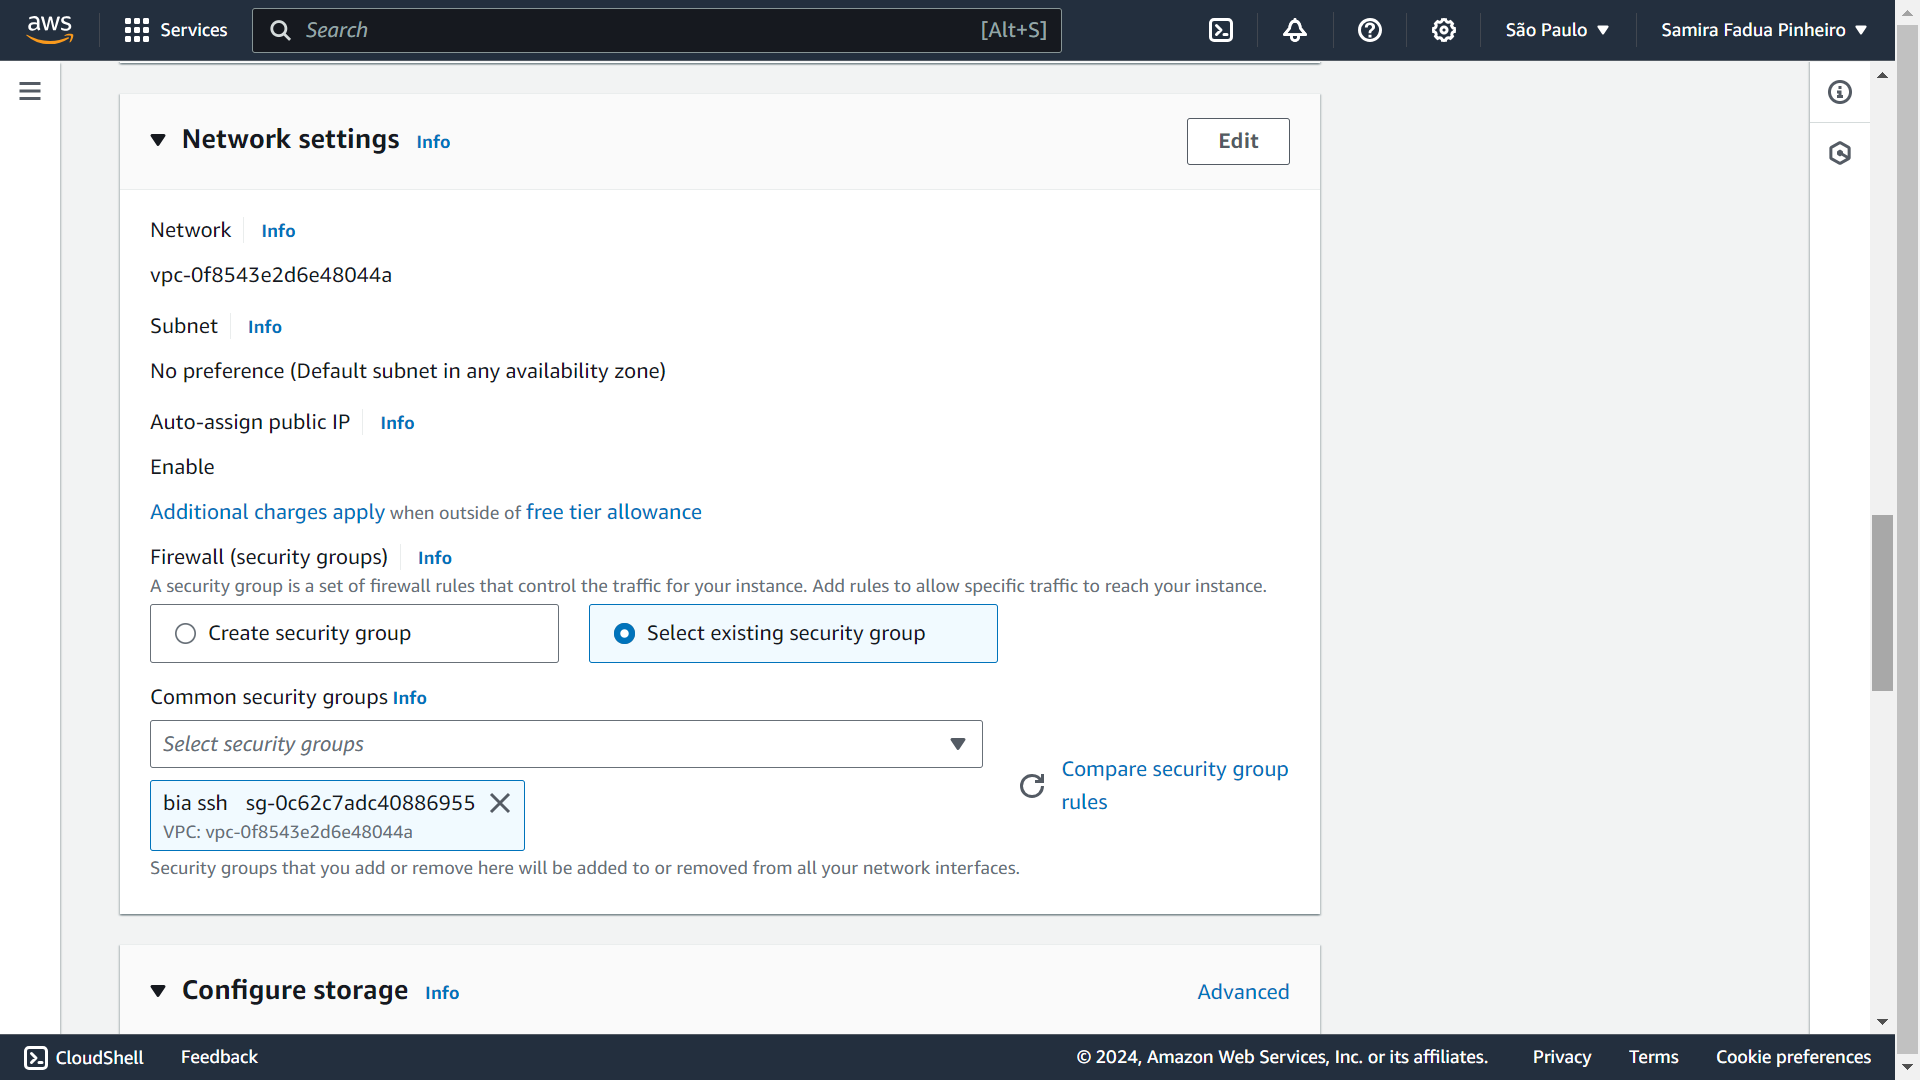 aws
Services
Search [Alt+S]
São Paulo
Samira Fadua Pinheiro
Network settings Info
Edit
Network Info
vpc-0f8543e2d6e48044a
Subnet Info
No preference (Default subnet in any availability zone)
Auto-assign public IP Info
Enable
Additional charges apply when outside of free tier allowance
Firewall (security groups) Info
A security group is a set of firewall rules that control the traffic for your instance. Add rules to allow specific traffic to reach your instance.
Create security group
Select existing security group
Common security groups Info
Select security groups
Compare security group
rules
bia ssh sg-0c62c7adc40886955
VPC: vpc-0f8543e2d6e48044a
Security groups that you add or remove here will be added to or removed from all your network interfaces.
Configure storage Info
Advanced
CloudShell
Feedback
© 2024, Amazon Web Services, Inc. or its affiliates.
Privacy
Terms
Cookie preferences